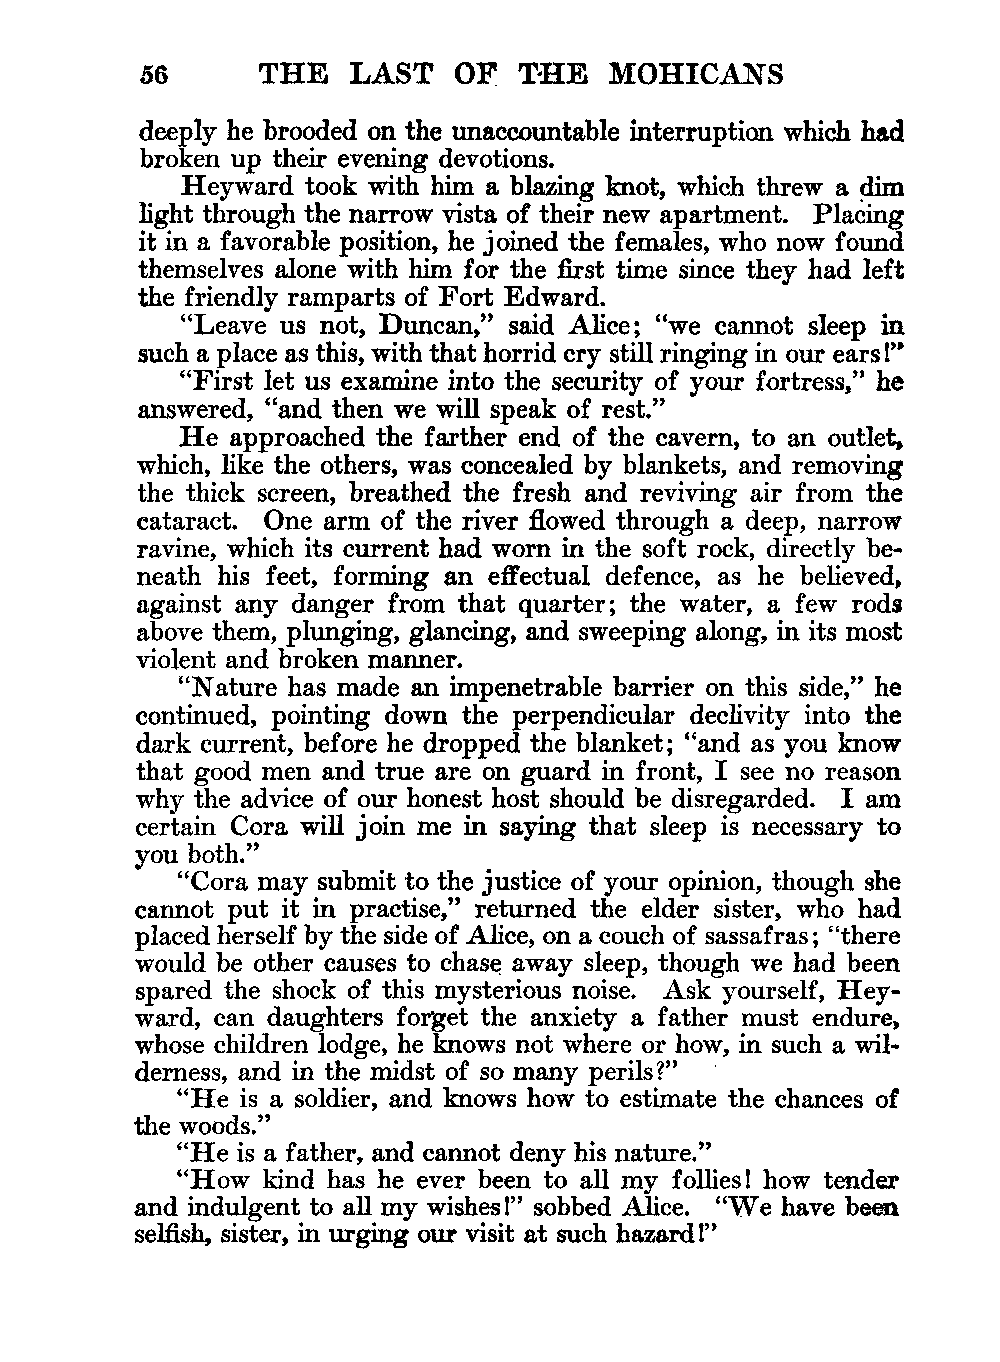 56 THE LAST OF THE MOHICANS
deeply he brooded on the unaccountable interruption which had
broken up their evening devotions.
Heyward took with him a blazing knot, which threw a dim
light through the narrow vista of their new apartment. Placing
it in a favorable position, he joined the females, who now found
themselves alone with him for the first time since they had left
the friendly ramparts of Fort Edward.
“Leave us not, Duncan,” said Alice; “we cannot sleep in
such a place as this, with that horrid cry still ringing in our ears!”
“First let us examine into the security of your fortress,” he
answered, “and then we will speak of rest.”
He approached the farther end of the cavern, to an outlet,
which, like the others, was concealed by blankets, and removing
the thick screen, breathed the fresh and reviving air from the
cataract. One arm of the river flowed through a deep, narrow
ravine, which its current had worn in the soft rock, directly be-
neath his feet, forming an effectual defence, as he believed,
against any danger from that quarter; the water, a few rods
above them, plunging, glancing, and sweeping along, in its most
violent and broken manner.
“Nature has made an impenetrable barrier on this side,” he
continued, pointing down the perpendicular declivity into the
dark current, before he dropped the blanket; “and as you know
that good men and true are on guard in front, I see no reason
why the advice of our honest host should be disregarded. I am
certain Cora will join me in saying that sleep is necessary to
you both.”
“Cora may submit to the justice of your opinion, though she
cannot put it in practise,” returned the elder sister, who had
placed herself by the side of Alice, on a couch of sassafras; “there
would be other causes to chase away sleep, though we had been
spared the shock of this mysterious noise. Ask yourself, Hey-
ward, can daughters forget the anxiety a father must endure,
whose children lodge, he knows not where or how, in such a wil-
derness, and in the midst of so many perils?”
“He is a soldier, and knows how to estimate the chances of
the woods.”
“He is a father, and cannot deny his nature.”
“How kind has he ever been to all my follies! how tender
and indulgent to all my wishes!” sobbed Alice. “We have been
selfish, sister, in urging our visit at such hazard!”